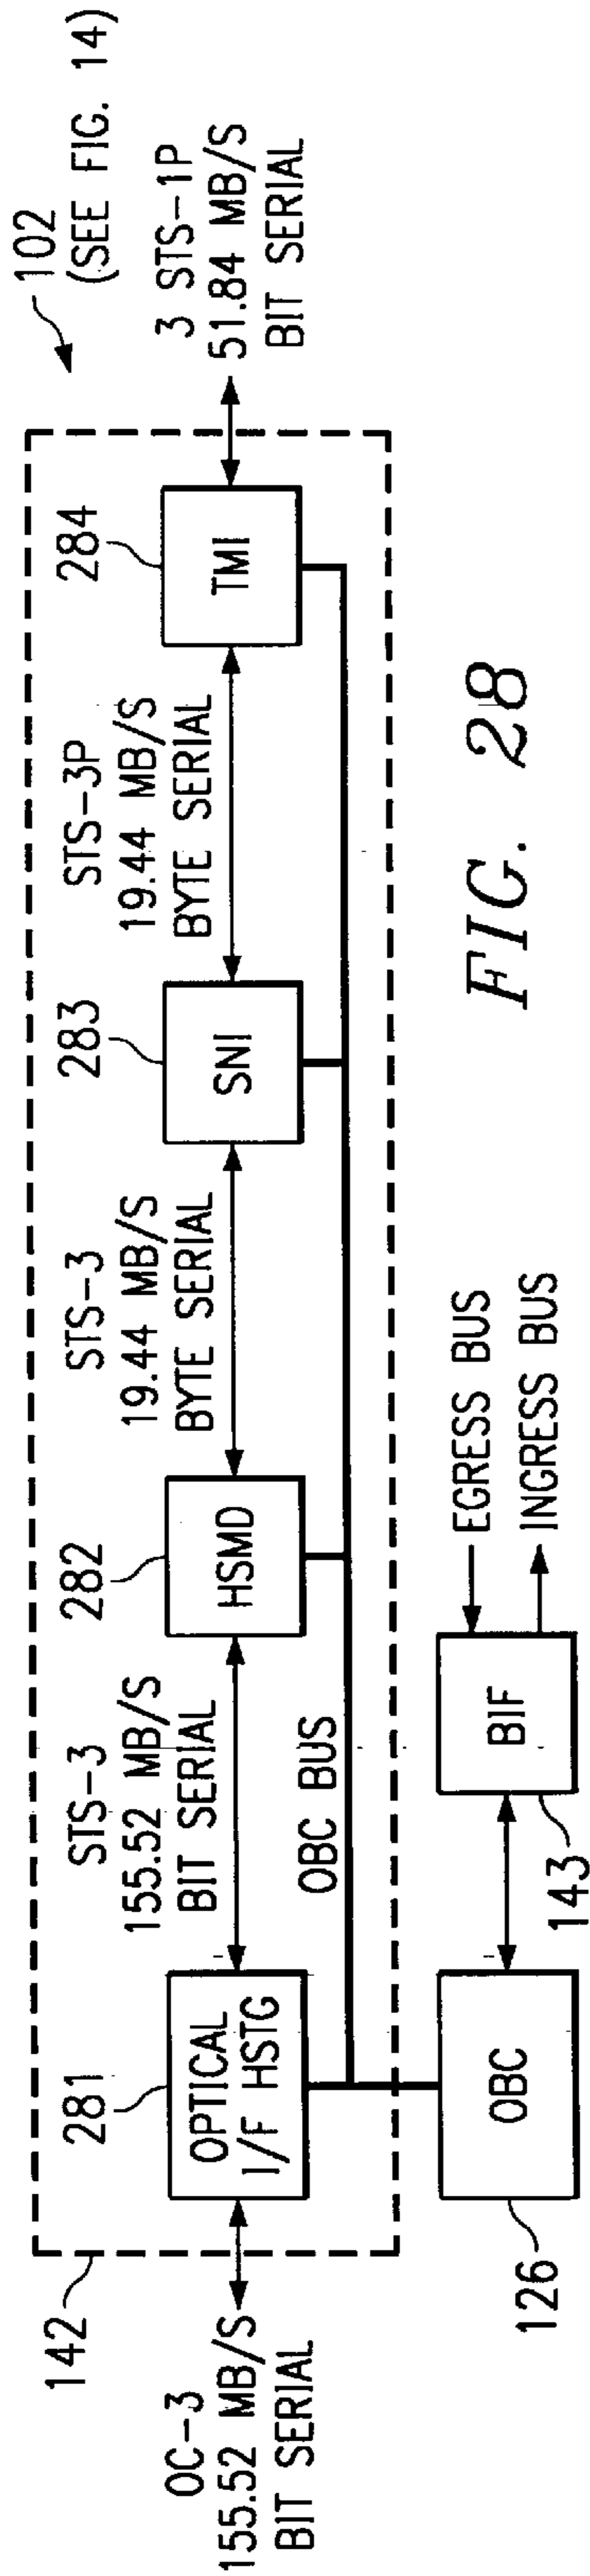 102
(SEE FIG. 14)
142
281
282
283
284
OC-3
155.52 MB/S
BIT SERIAL
OPTICAL
I/F HSTG
STS-3
155.52 MB/S
BIT SERIAL
HSMD
STS-3
19.44 MB/S
BYTE SERIAL
SNI
STS-3P
19.44 MB/S
BYTE SERIAL
TMI
3 STS-1P
51.84 MB/S
BIT SERIAL
OBC BUS
OBC
126
BIF
143
EGRESS BUS
INGRESS BUS
FIG. 28